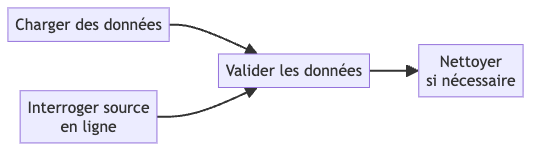 Charger des données
Interroger source
en ligne
Valider les données
Nettoyer
si nécessaire